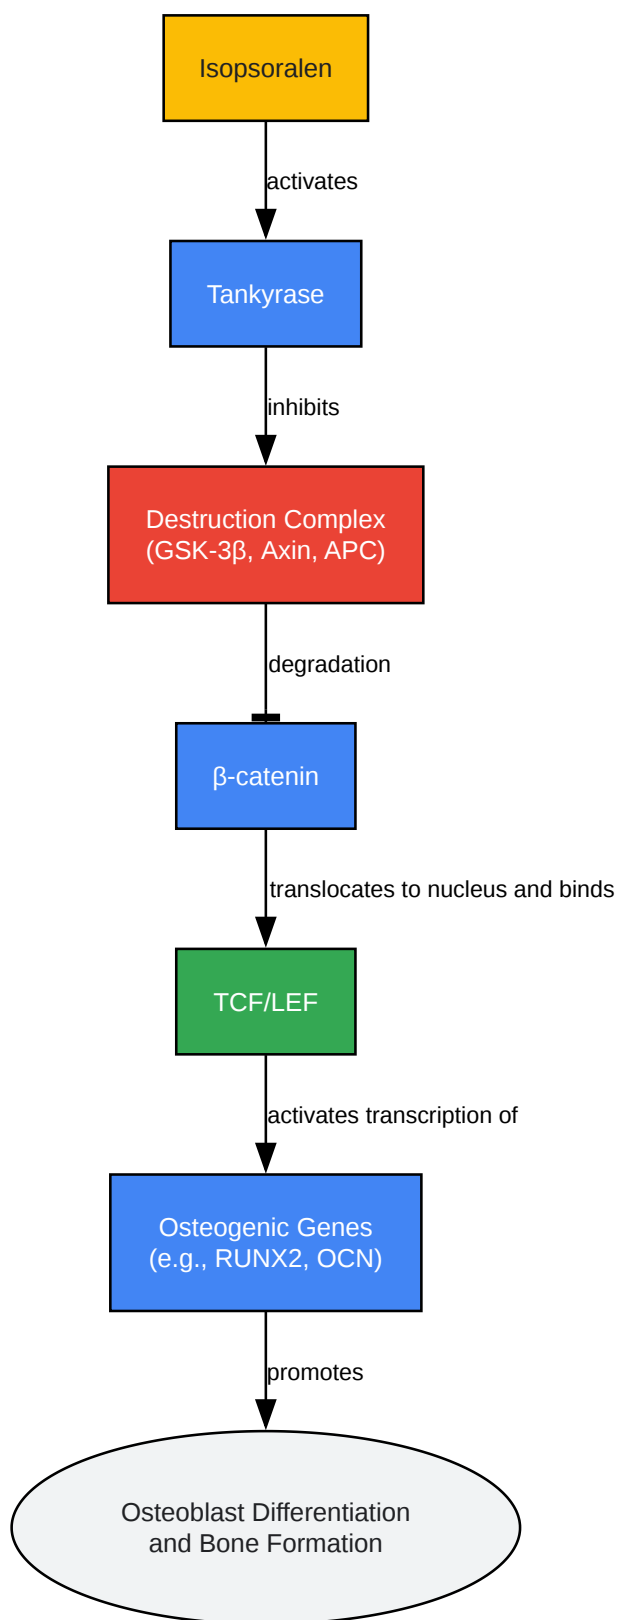 Isopsoralen
activates
Tankyrase
inhibits
Destruction Complex
(GSK-3β, Axin, APC)
degradation
β-catenin
translocates to nucleus and binds
TCF/LEF
activates transcription of
Osteogenic Genes
(e.g., RUNX2, OCN)
promotes
Osteoblast Differentiation
and Bone Formation